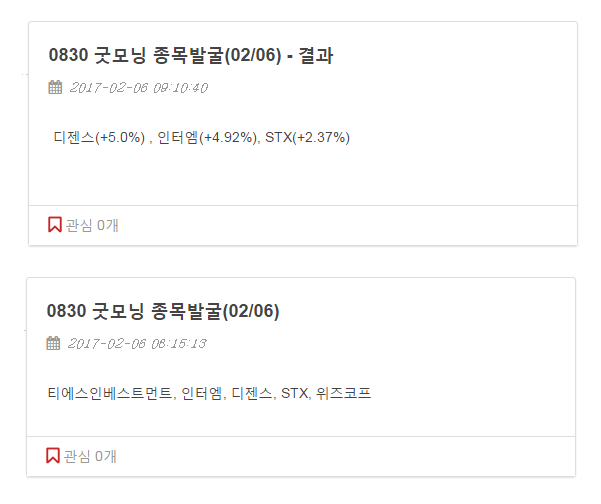 0830 굿모닝 종목발굴(02/06) - 결과
2017-02-06 09:10:40
디젠스(+5.0%) , 인터엠(+4.92%), STX(+2.37%)
관심 0개
0830 굿모닝 종목발굴(02/06)
2017-02-06 06:15:13
티에스인베스트먼트, 인터엠, 디젠스, STX, 위즈코프
관심 0개